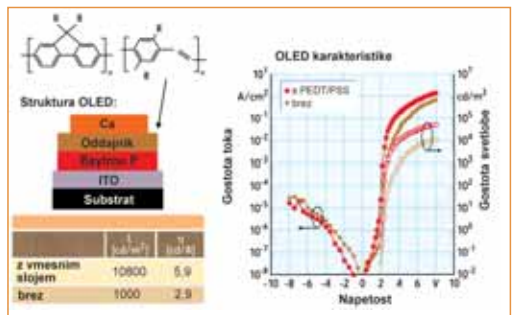 R R
R
R
n
n
Struktura OLED:
Ca
Oddajnik
Baytron P
ITO
Substrat
L
[cd/m²]
η
[cd/A]
z vmesnim
slojem
10800
5,9
brez
1000
2,9
OLED karakteristike
s PEDT/PSS
brez
A/cm²
cd/m²
Gostota toka
Gostota svetlobe
10¹
10⁻¹
10⁻²
10⁻³
10⁻⁴
10⁻⁵
10⁻⁶
10⁻⁷
10⁻⁸
10⁷
10⁵
10⁴
10³
10²
10¹
10⁰
10⁻¹
10⁻²
-10 -8 -6 -4 -2 0 2 4 6 8 10
Napetost